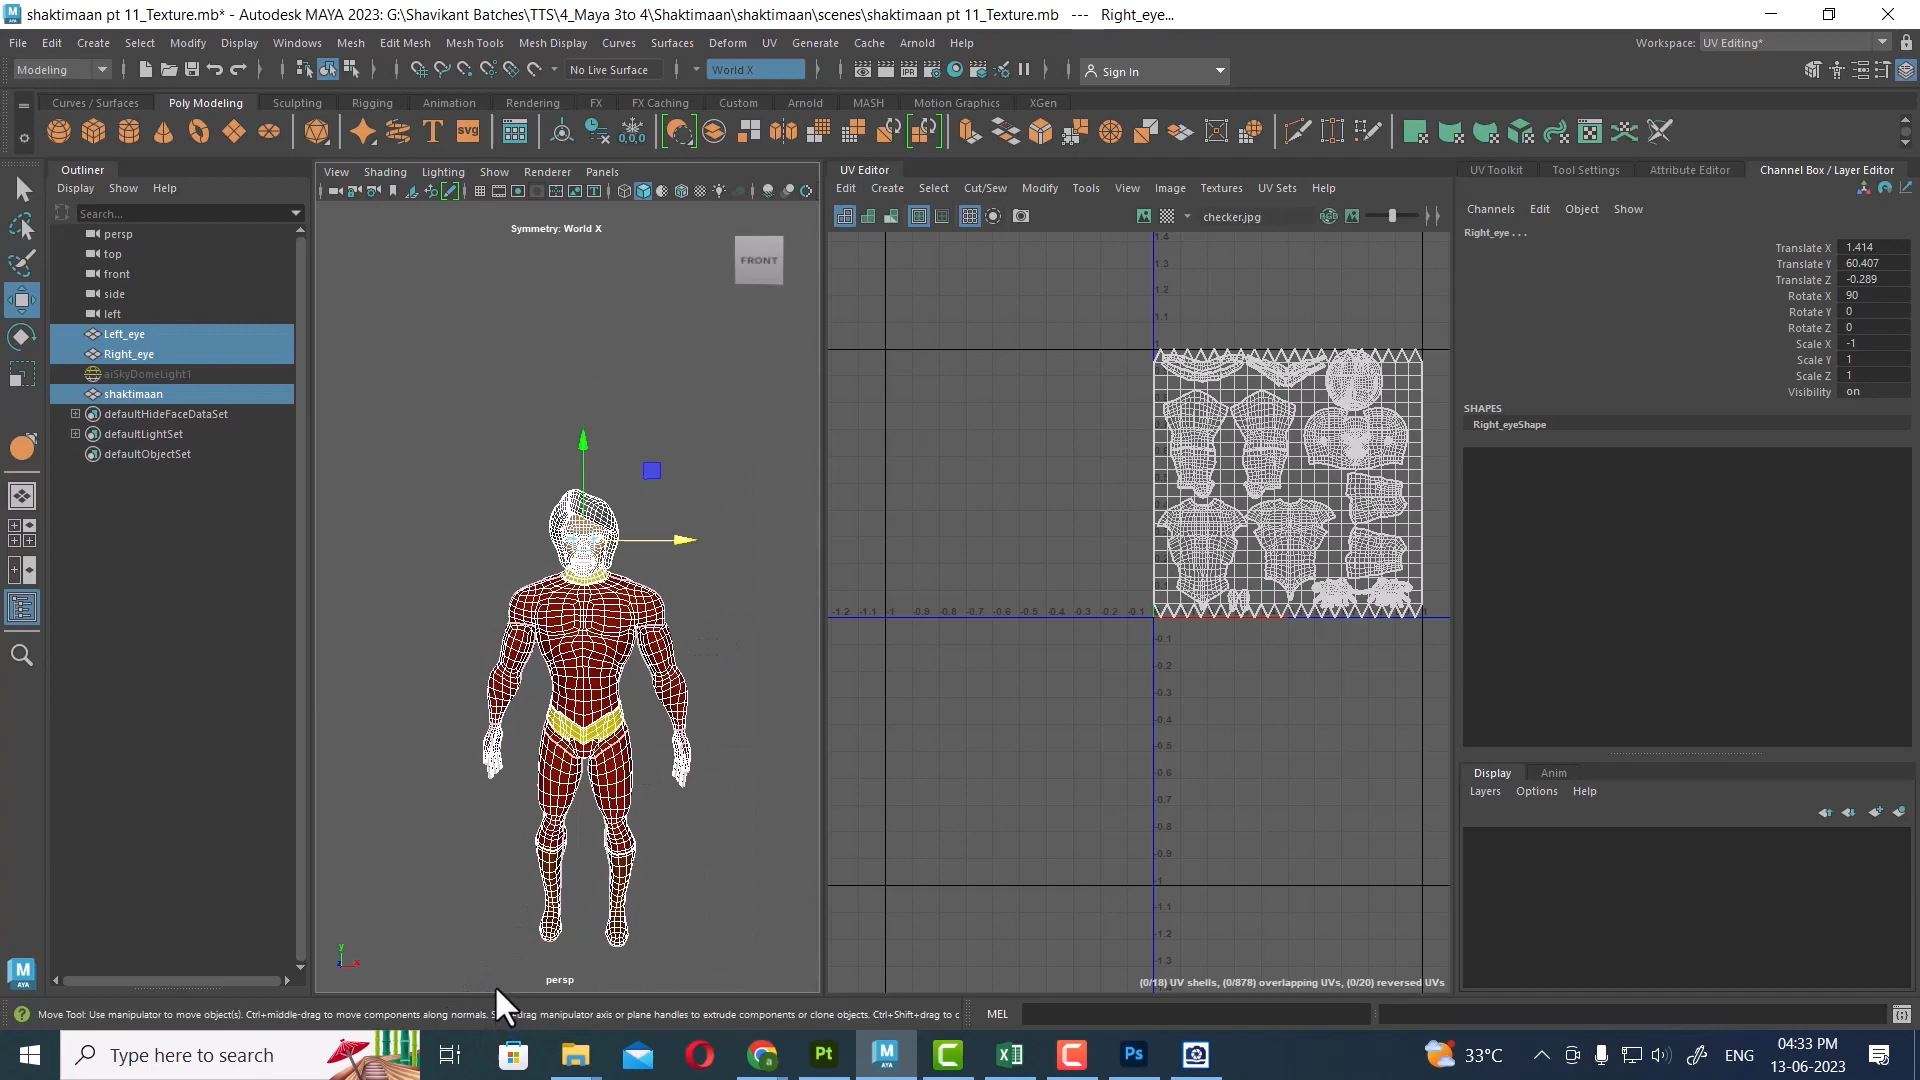 shaktimaan pt 11_Texture.mb* - Autodesk MAYA 2023: G:\Shavikant Batches\TTS\4_Maya 3to 4\Shaktimaan\shaktimaan\scenes\shaktimaan pt 11_Texture.mb --- Right_eye...
File Edit Create Select Modify Display Windows Mesh Edit Mesh Mesh Tools Mesh Display Curves Surfaces Deform UV Generate Cache Arnold Help
Workspace: UV Editing*
Modeling
No Live Surface
World X
IPR
Sign In
Curves / Surfaces Poly Modeling Sculpting Rigging Animation Rendering FX FX Caching Custom Arnold MASH Motion Graphics XGen
T
SVG
0,0,0
Outliner
Display Show Help
Search...
persp
top
front
side
left
Left_eye
Right_eye
aiSkyDomeLight1
shaktimaan
defaultHideFaceDataSet
defaultLightSet
defaultObjectSet
View Shading Lighting Show Renderer Panels
Symmetry: World X
FRONT
y
x
persp
UV Editor
Edit Create Select Cut/Sew Modify Tools View Image Textures UV Sets Help
checker.jpg
RGB
1.4
1.3
1.2
1.1
-1.2 -1.1 -1 -0.9 -0.8 -0.7 -0.6 -0.5 -0.4 -0.3 -0.2 -0.1
1
-0.1
-0.2
-0.3
-0.4
-0.5
-0.6
-0.7
-0.8
-0.9
-1
-1.1
-1.2
-1.3
(0/18) UV shells, (0/878) overlapping UVs, (0/20) reversed UVs
UV Toolkit Tool Settings Attribute Editor Channel Box / Layer Editor
Channels Edit Object Show
Right_eye . . .
Translate X 1.414
Translate Y 60.407
Translate Z -0.289
Rotate X 90
Rotate Y 0
Rotate Z 0
Scale X -1
Scale Y 1
Scale Z 1
Visibility on
SHAPES
Right_eyeShape
Display Anim
Layers Options Help
AYA
Move Tool: Use manipulator to move object(s). Ctrl+middle-drag to move components along normals.
drag manipulator axis or plane handles to extrude components or clone objects. Ctrl+Shift+drag to c
MEL
Type here to search
Pt
AYA
Ps
33°C
ENG
04:33 PM
13-06-2023